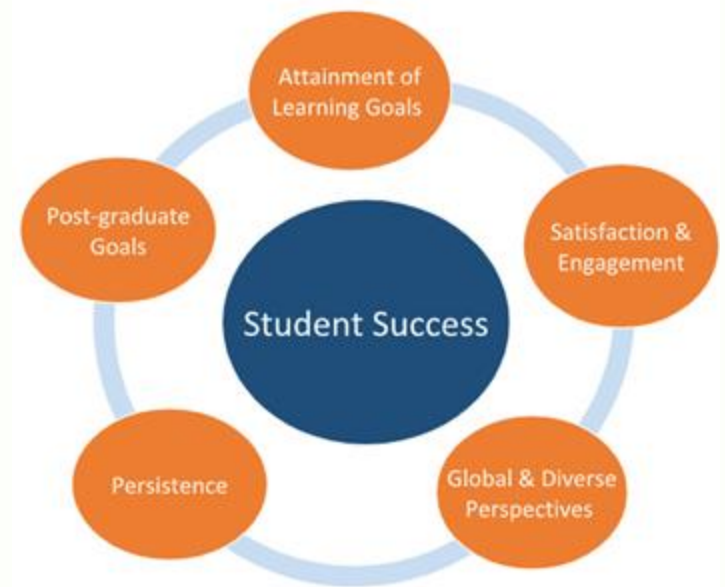 Attainment of
Learning Goals
Post-graduate
Goals
Satisfaction &
Engagement
Student Success
Persistence
Global & Diverse
Perspectives